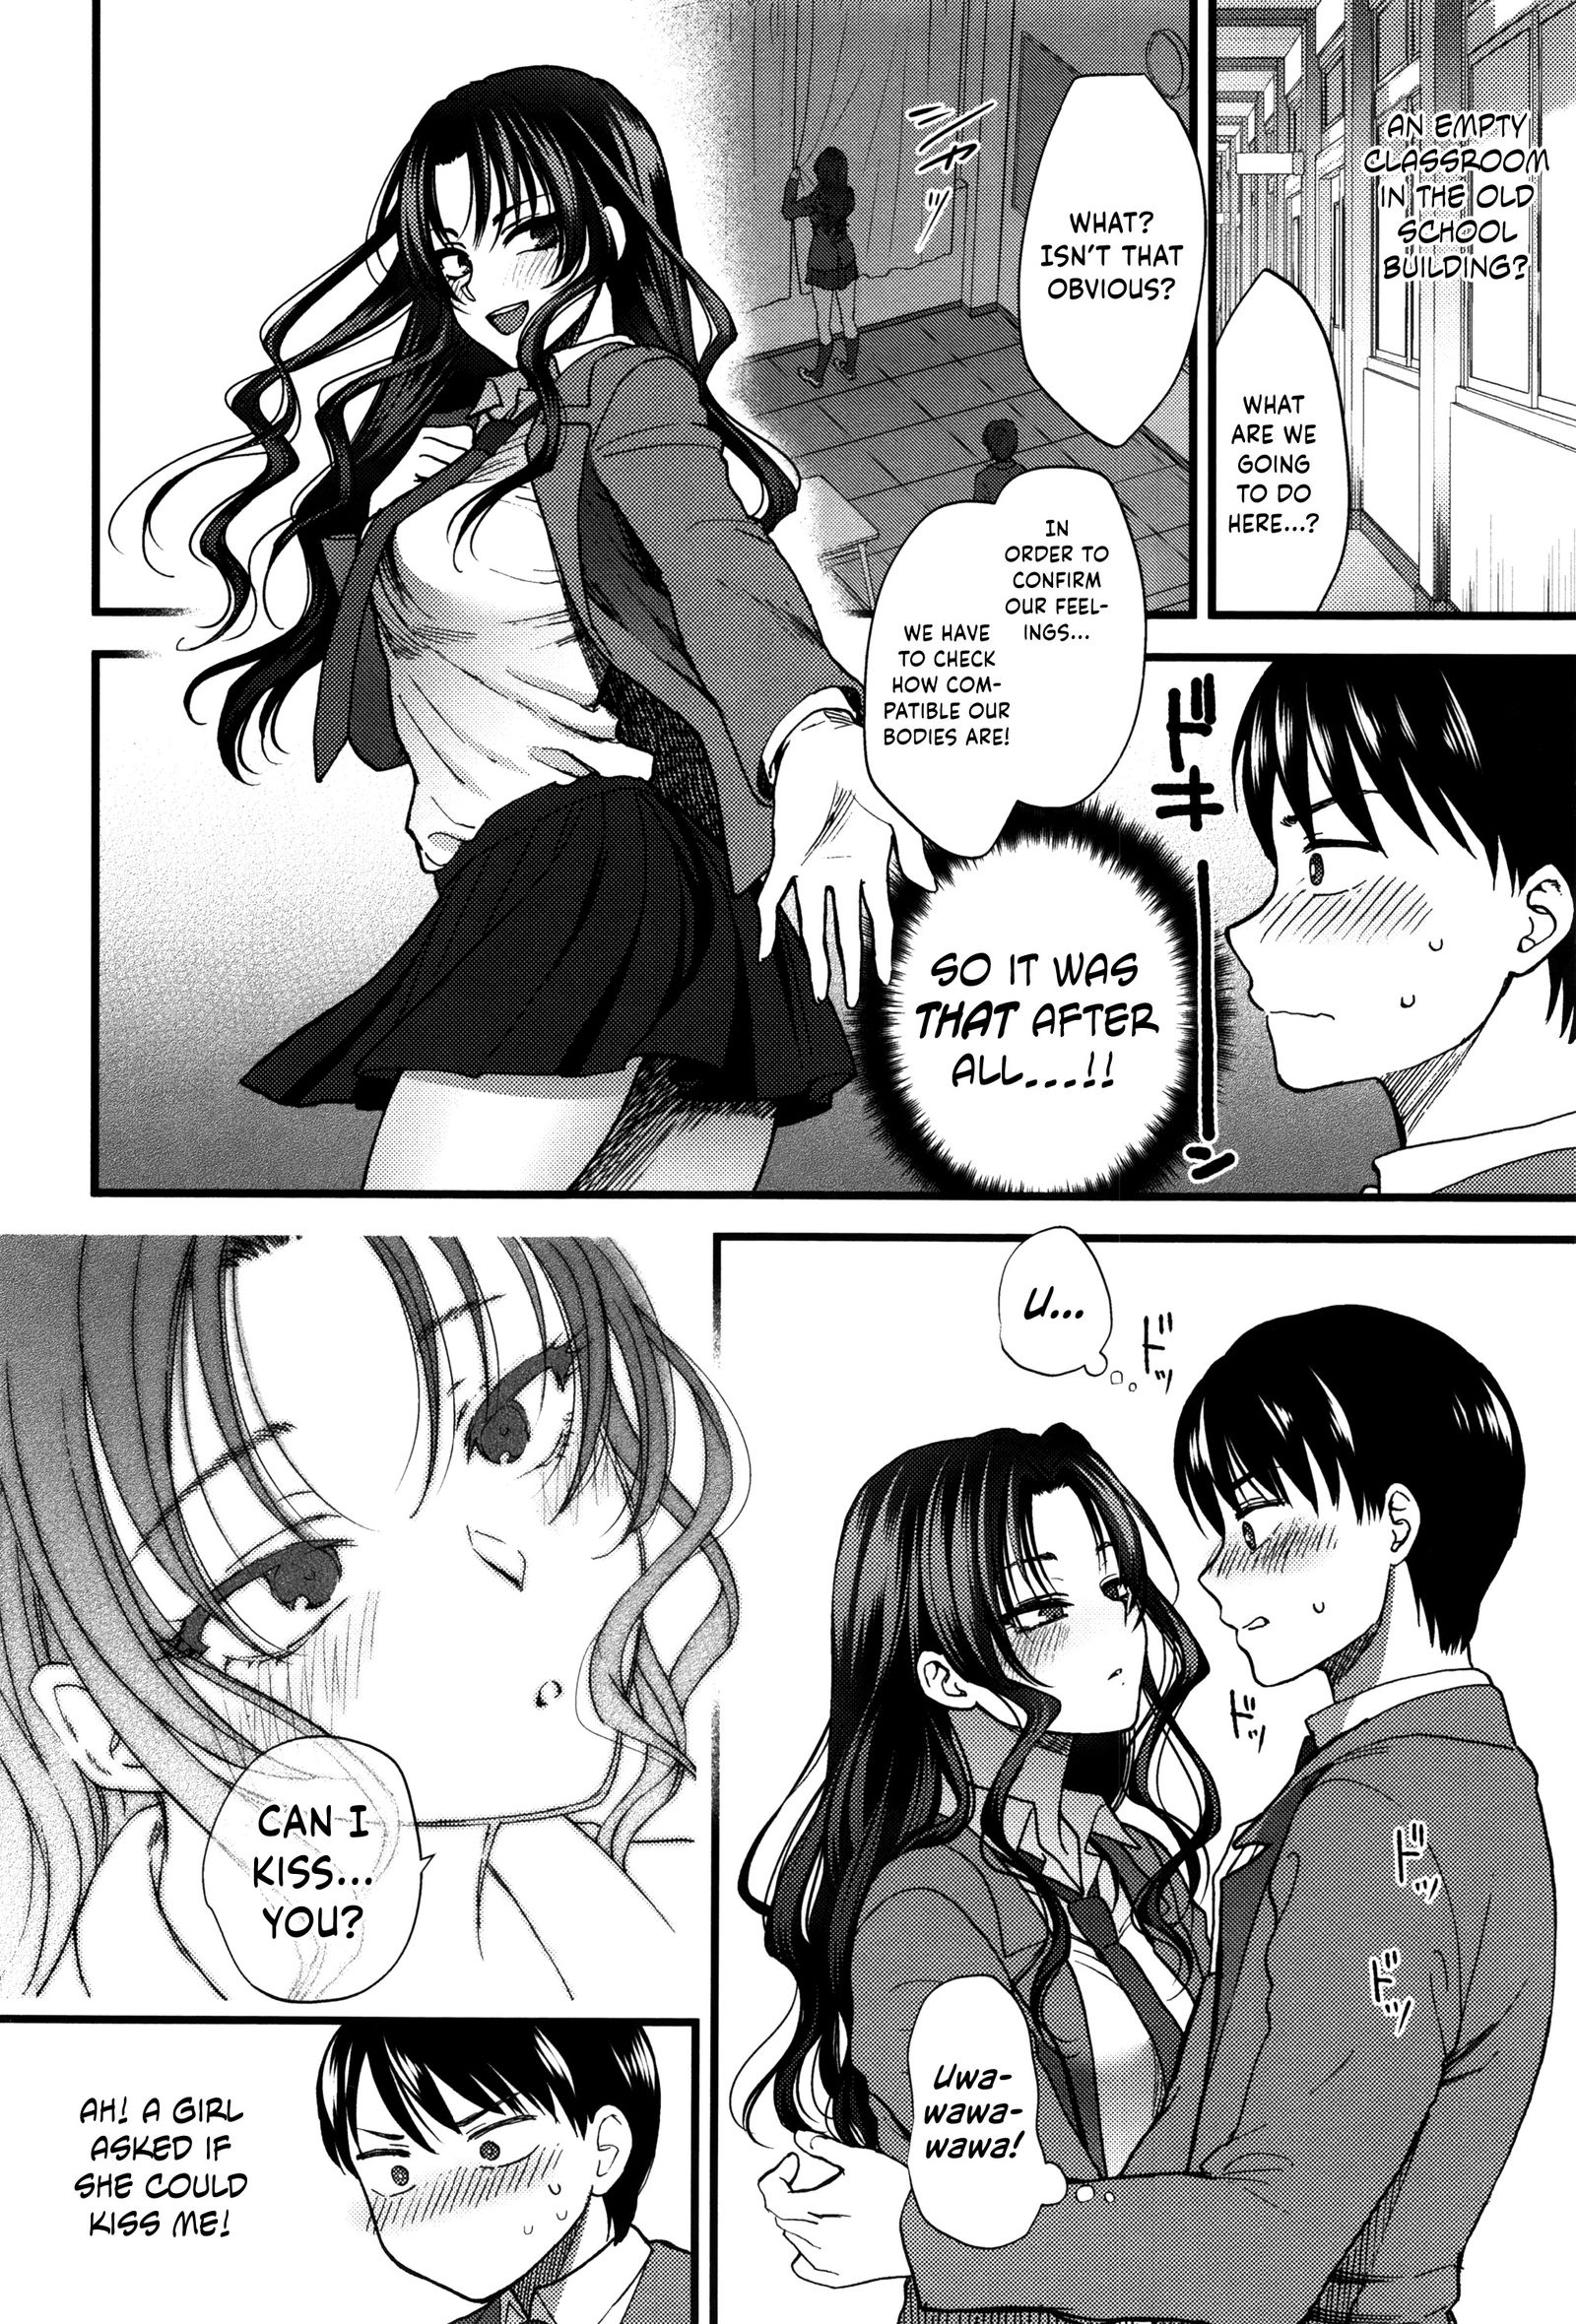 AN EMPTY
CLASSROOM
IN THE OLD
SCHOOL
BUILDING?
WHAT
ARE WE
GOING
TO DO
HERE...?
WHAT?
ISN'T THAT
OBVIOUS?
シャッ
IN
ORDER TO
CONFIRM
OUR FEEL-
INGS...
WE HAVE
TO CHECK
HOW COM-
PATIBLE OUR
BODIES ARE!
ドキーン
SO IT WAS
THAT AFTER
ALL...!!
U...
ドッ
ドッ
ドッ
ドッ
Uwa-
wawa-
wawa!
CAN I
KISS...
YOU?
AH! A GIRL
ASKED IF
SHE COULD
KISS ME!